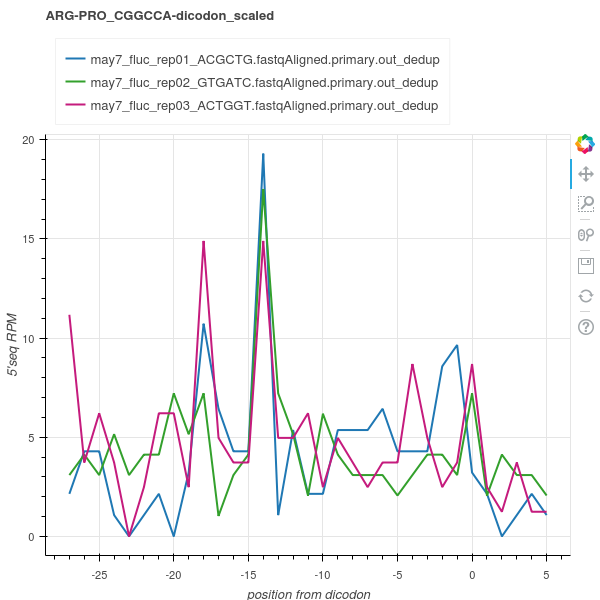 ARG-PRO_CGGCCA-dicodon_scaled
may7_fluc_rep01_ACGCTG.fastqAligned.primary.out_dedup
may7_fluc_rep02_GTGATC.fastqAligned.primary.out_dedup
may7_fluc_rep03_ACTGGT.fastqAligned.primary.out_dedup
20
15
10
5
0
5'seq RPM
-25 -20 -15 -10 -5 0 5
position from dicodon